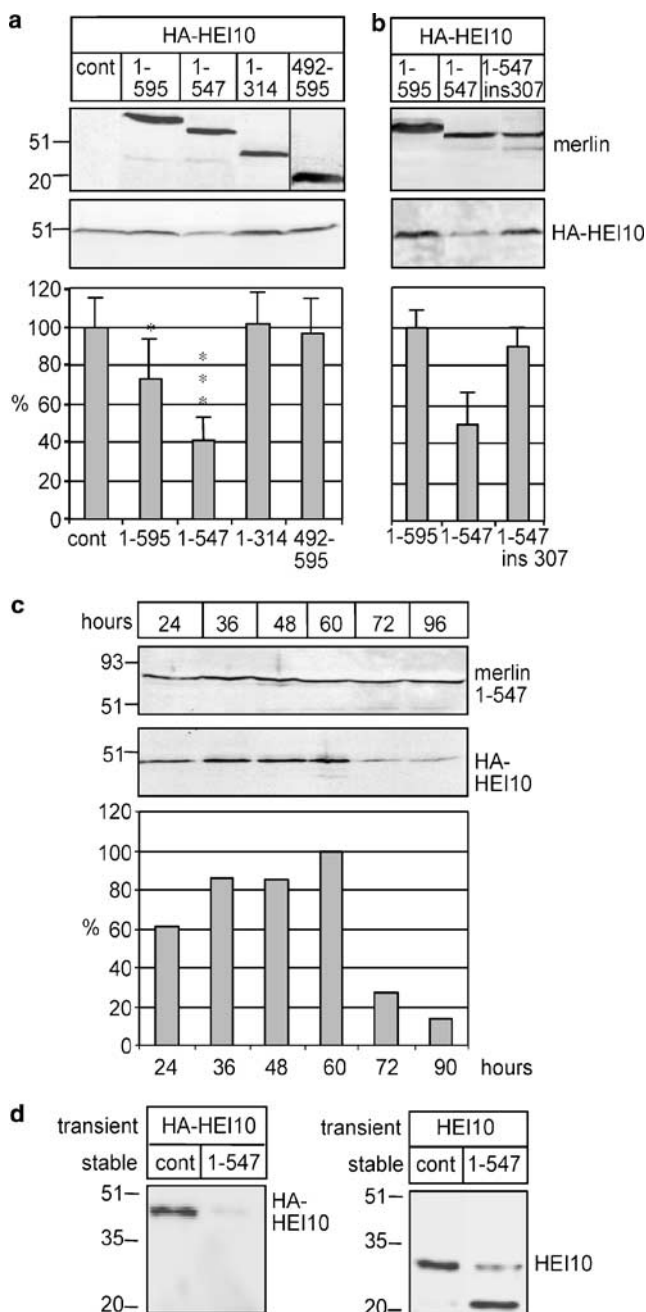 a
HA-HEI10
cont 1-595 1-547 1-314 492-595
51
20
51
120
100
80
60
40
20
0
%
*
* * *
cont 1-595 1-547 1-314 492-595
b
HA-HEI10
1-595 1-547 1-547 ins307
merlin
HA-HEI10
1-595 1-547 1-547 ins 307
c
hours 24 36 48 60 72 96
93
51
merlin 1-547
51
HA-HEI10
120
100
80
60
40
20
0
%
24 36 48 60 72 90 hours
d
transient HA-HEI10
stable cont 1-547
51
35
20
HA-HEI10
transient HEI10
stable cont 1-547
51
35
20
HEI10